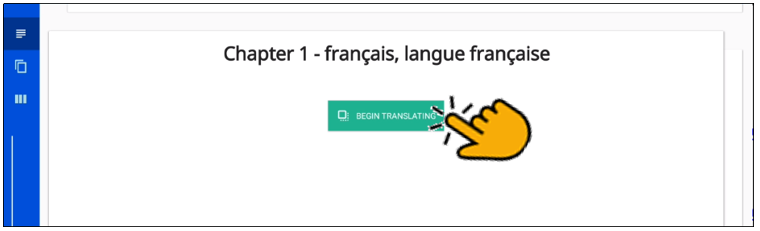 Chapter 1 - français, langue française
BEGIN TRANSLATING